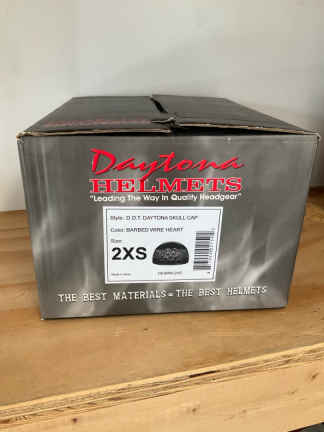 Daytona
HELMETS
"Leading The Way In Quality Headgear"
Style: D.O.T. DAYTONA SKULL CAP
Color: BARBED WIRE HEART
Size:
2XS
THE BEST MATERIALS = THE BEST HELMETS